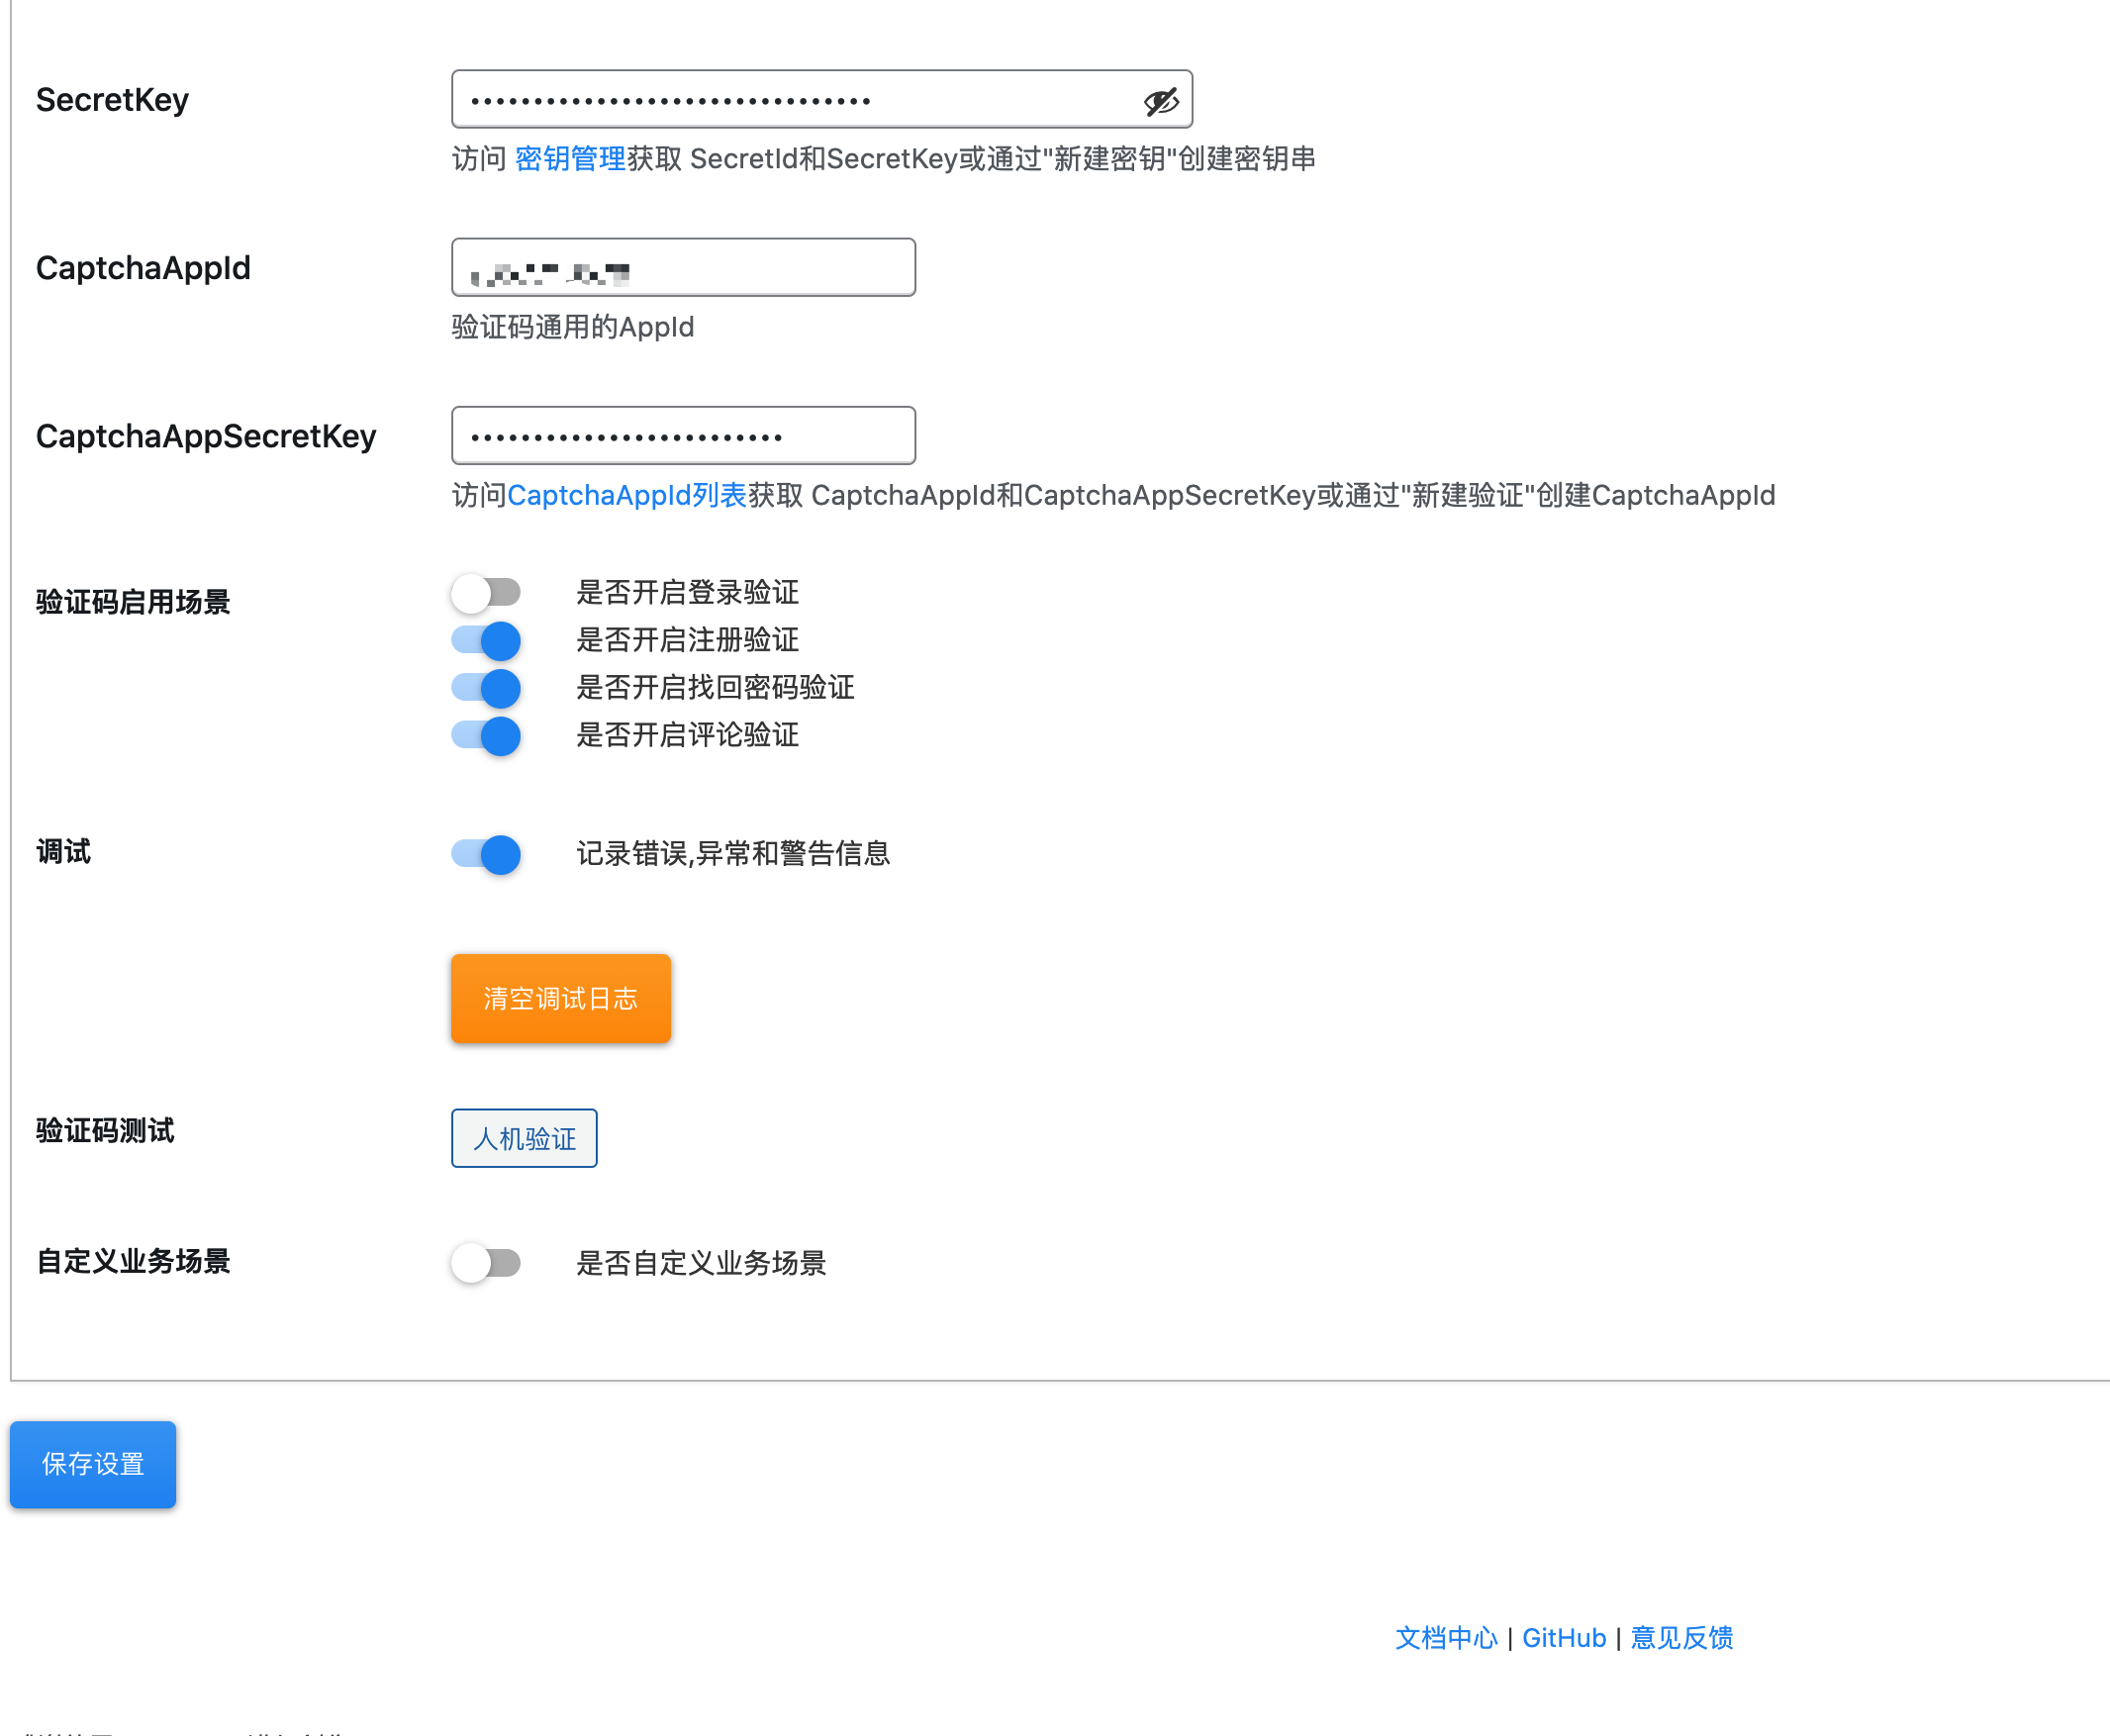 SecretKey
访问 密钥管理获取 SecretId和SecretKey或通过"新建密钥"创建密钥串
CaptchaAppId
验证码通用的AppId
CaptchaAppSecretKey
访问CaptchaAppId列表获取 CaptchaAppId和CaptchaAppSecretKey或通过"新建验证"创建CaptchaAppId
验证码启用场景
是否开启登录验证
是否开启注册验证
是否开启找回密码验证
是否开启评论验证
调试
记录错误,异常和警告信息
清空调试日志
验证码测试
人机验证
自定义业务场景
是否自定义业务场景
保存设置
文档中心 | GitHub | 意见反馈